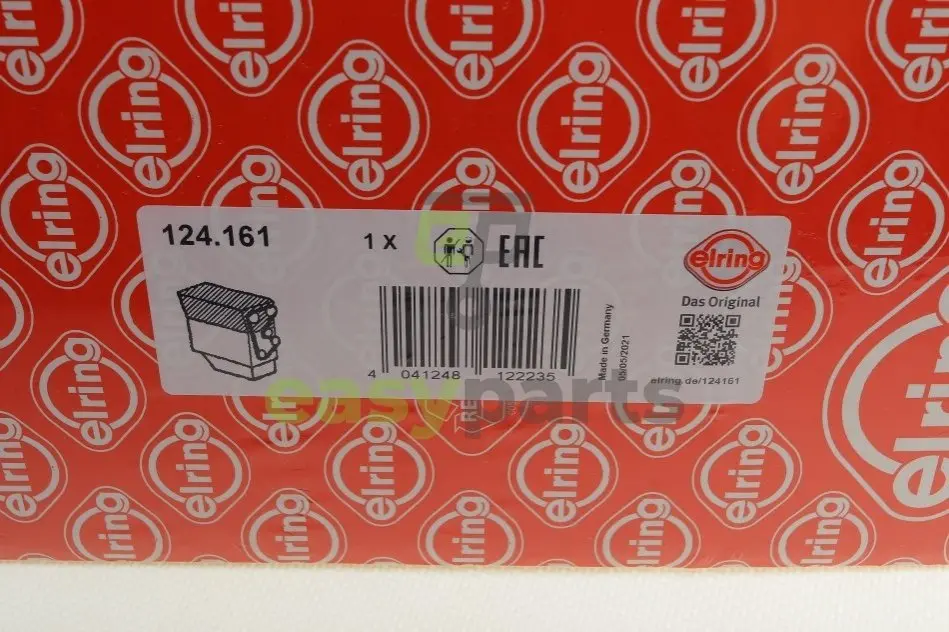 124.161
1 X
EAC
elring
Das Original
4 041248 122235
Made in Germany
05/05/2021
elring.de/124161
easyparts